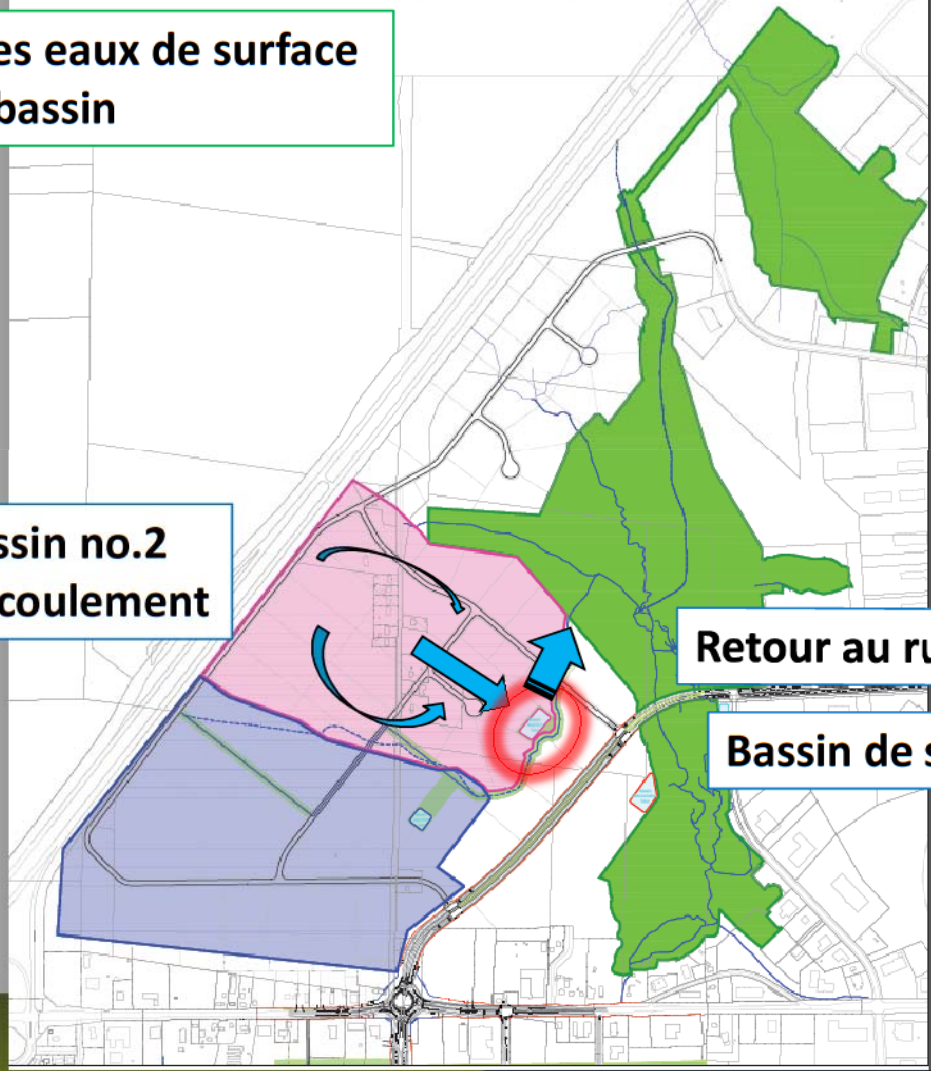 es eaux de surface
bassin
ssin no.2
coulement
Retour au ru
Bassin de s